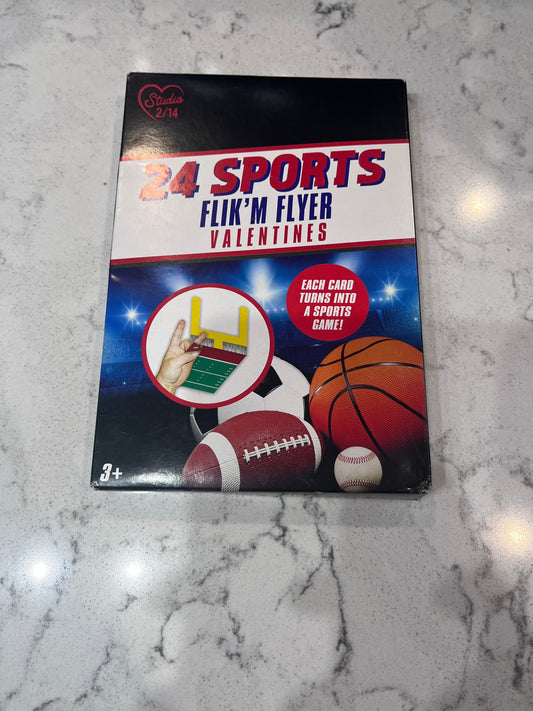 Studio
2/14
24 SPORTS
FLIK'M FLYER
VALENTINES
EACH CARD
TURNS INTO
A SPORTS
GAME!
3+